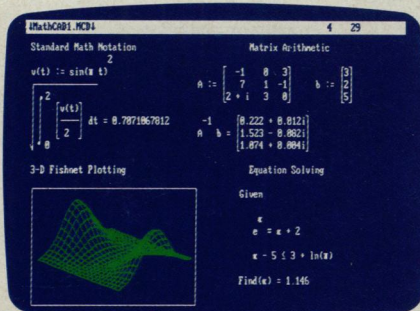 ↓MathCAD1.MCD↓ 4 29
Standard Math Notation
2
v(t) := sin(π t)
2
v(t)
dt = 0.7071067812
2
0
Matrix Arithmetic
-1 0 3
A := 7 1 -1
2 + i 3 0
3
b := 2
5
-1
A b =
0.222 + 0.012i
1.523 - 0.082i
1.074 + 0.004i
3-D Fishnet Plotting
Equation Solving
Given
x
e = x + 2
x - 5 ≤ 3 + ln(π)
Find(x) = 1.146